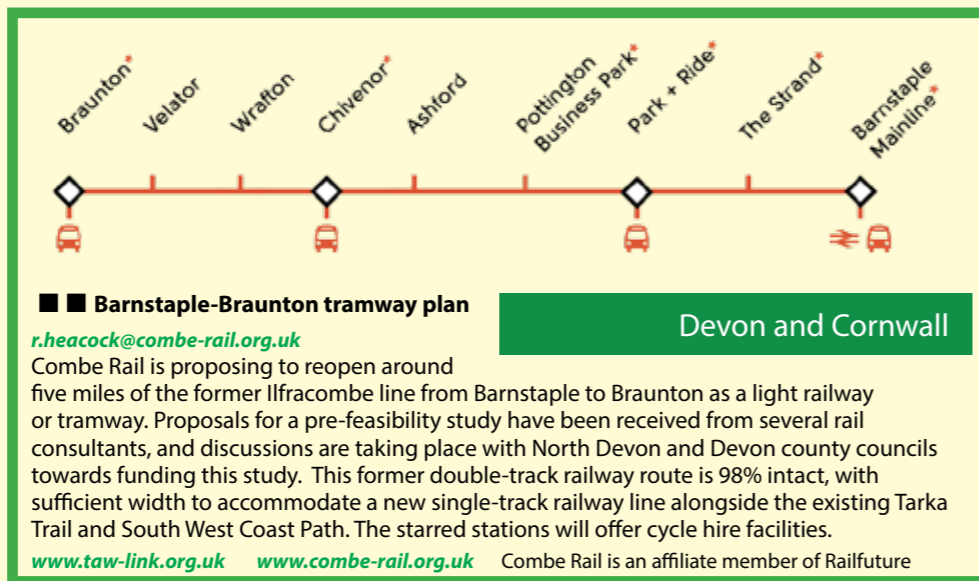 Braunton*
Velator
Wrafton
Chivenor*
Ashford
Pottington
Business Park*
Park + Ride*
The Strand*
Barnstaple
Mainline*
■ ■ Barnstaple-Braunton tramway plan
Devon and Cornwall
r.heacock@combe-rail.org.uk
Combe Rail is proposing to reopen around
five miles of the former Ilfracombe line from Barnstaple to Braunton as a light railway
or tramway. Proposals for a pre-feasibility study have been received from several rail
consultants, and discussions are taking place with North Devon and Devon county councils
towards funding this study. This former double-track railway route is 98% intact, with
sufficient width to accommodate a new single-track railway line alongside the existing Tarka
Trail and South West Coast Path. The starred stations will offer cycle hire facilities.
www.taw-link.org.uk www.combe-rail.org.uk Combe Rail is an affiliate member of Railfuture